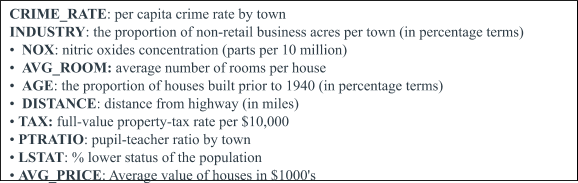 CRIME_RATE: per capita crime rate by town
INDUSTRY: the proportion of non-retail business acres per town (in percentage terms)
• NOX: nitric oxides concentration (parts per 10 million)
• AVG_ROOM: average number of rooms per house
• AGE: the proportion of houses built prior to 1940 (in percentage terms)
• DISTANCE: distance from highway (in miles)
• TAX: full-value property-tax rate per $10,000
• PTRATIO: pupil-teacher ratio by town
• LSTAT: % lower status of the population
• AVG_PRICE: Average value of houses in $1000's